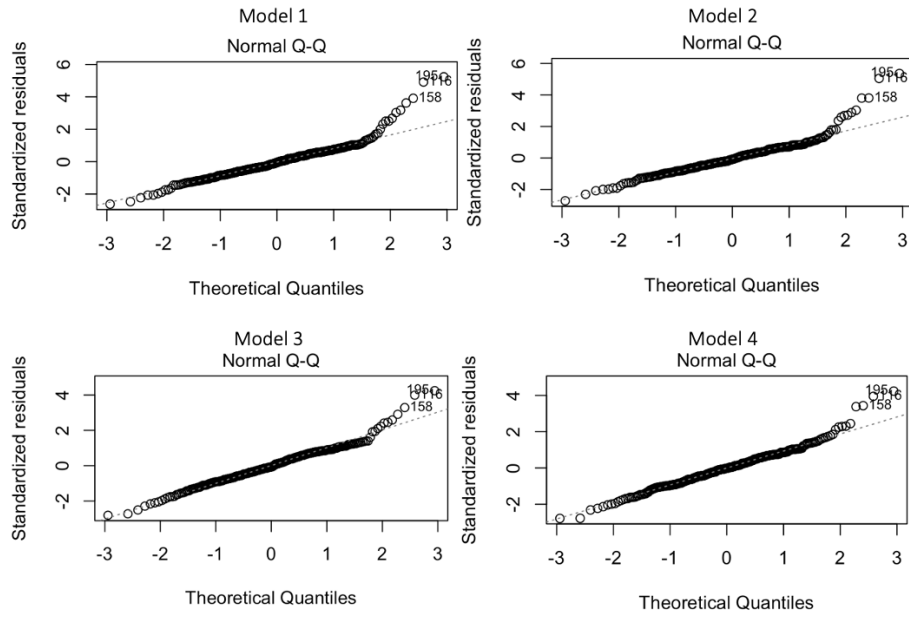 Model 1
Normal Q-Q
Standardized residuals
6
4
2
0
-2
195
116
158
-3 -2 -1 0 1 2 3
Theoretical Quantiles
Model 2
Normal Q-Q
Standardized residuals
6
4
2
0
-2
195
116
158
-3 -2 -1 0 1 2 3
Theoretical Quantiles
Model 3
Normal Q-Q
Standardized residuals
4
2
0
-2
195
116
158
-3 -2 -1 0 1 2 3
Theoretical Quantiles
Model 4
Normal Q-Q
Standardized residuals
4
2
0
-2
195
116
158
-3 -2 -1 0 1 2 3
Theoretical Quantiles